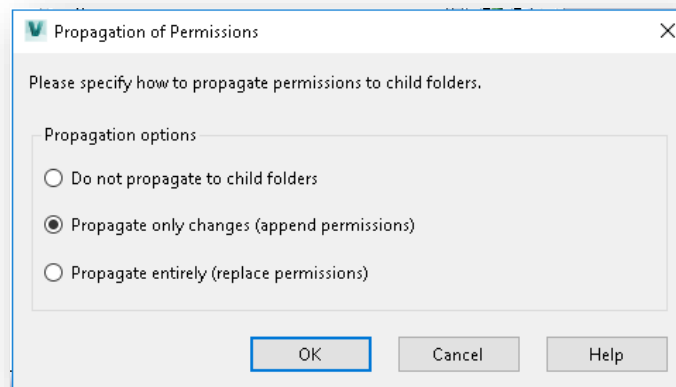 Propagation of Permissions
Please specify how to propagate permissions to child folders.
Propagation options
Do not propagate to child folders
Propagate only changes (append permissions)
Propagate entirely (replace permissions)
OK Cancel Help